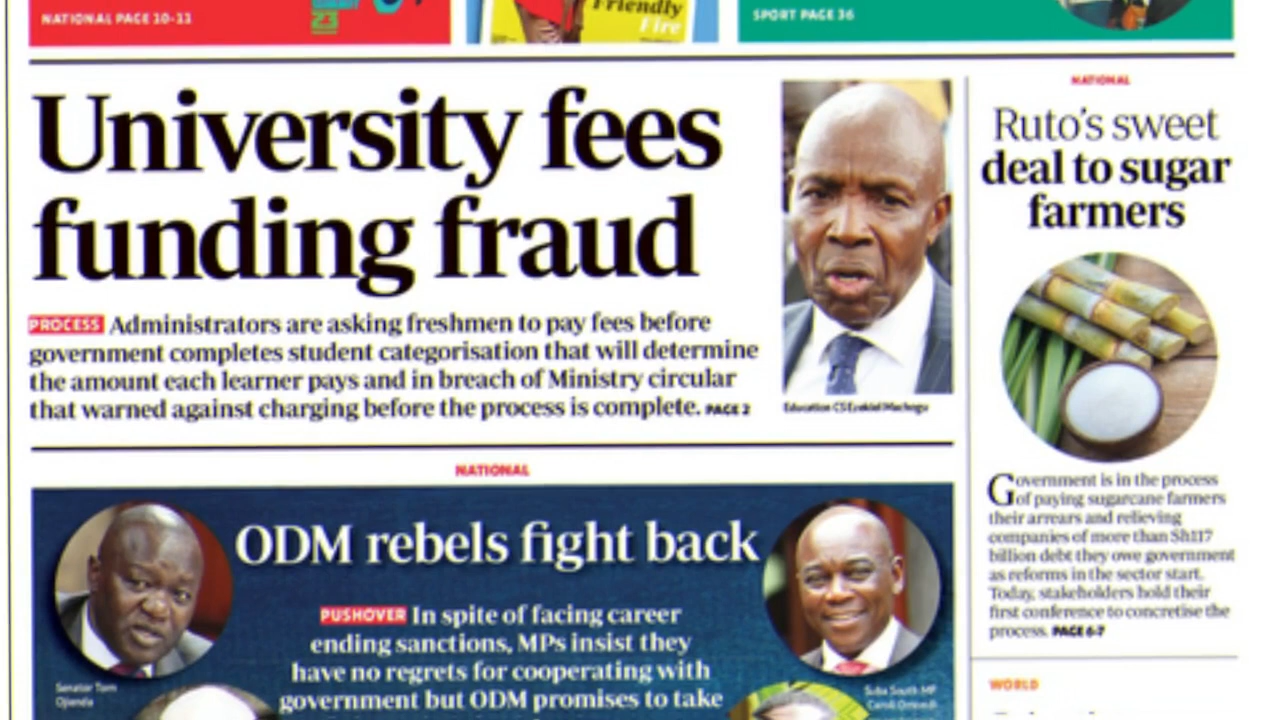 NATIONAL PAGE 10-11
Friendly
Fire
SPORT PAGE 36
University fees
funding fraud
PROCESS Administrators are asking freshmen to pay fees before
government completes student categorisation that will determine
the amount each learner pays and in breach of Ministry circular
that warned against charging before the process is complete. PAGE 2
Education CS Ezekiel Machogu
NATIONAL
Ruto's sweet
deal to sugar
farmers
Government is in the process
of paying sugarcane farmers
their arrears and relieving
companies of more than Sh117
billion debt they owe government
as reforms in the sector start.
Today, stakeholders hold their
first conference to concretise the
process. PAGE 6-7
WORLD
NATIONAL
ODM rebels fight back
PUSHOVER In spite of facing career
ending sanctions, MPs insist they
have no regrets for cooperating with
government but ODM promises to take
Senator Tom
Ojienda
Suba South MP
Caroli Omondi